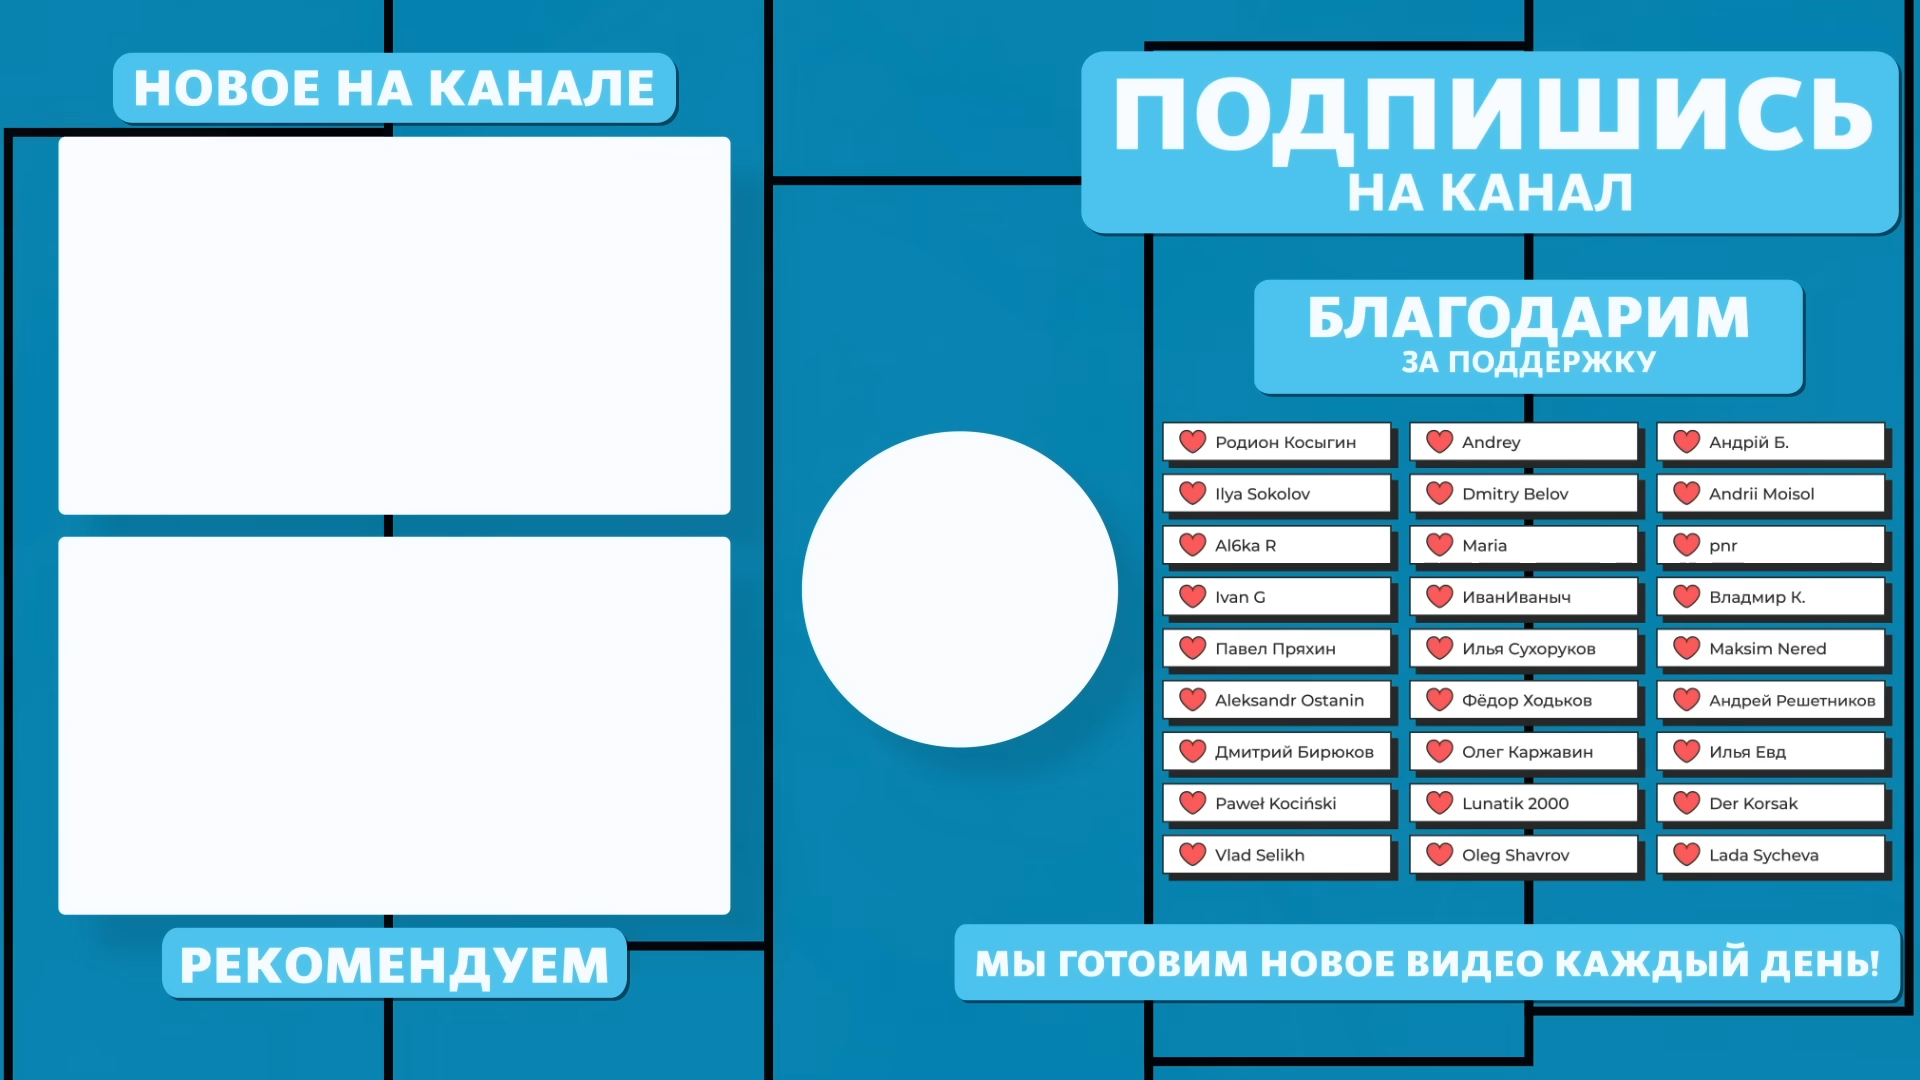 НОВОЕ НА КАНАЛЕ
РЕКОМЕНДУЕМ
ПОДПИШИСЬ
НА КАНАЛ
БЛАГОДАРИМ
ЗА ПОДДЕРЖКУ
Родион Косыгин
Andrey
Андрій Б.
Ilya Sokolov
Dmitry Belov
Andrii Moisol
Al6ka R
Maria
pnr
Ivan G
ИванИваныч
Владмир К.
Павел Пряхин
Илья Сухоруков
Maksim Nered
Aleksandr Ostanin
Фёдор Ходьков
Андрей Решетников
Дмитрий Бирюков
Олег Каржавин
Илья Евд
Paweł Kociński
Lunatik 2000
Der Korsak
Vlad Selikh
Oleg Shavrov
Lada Sycheva
МЫ ГОТОВИМ НОВОЕ ВИДЕО КАЖДЫЙ ДЕНЬ!